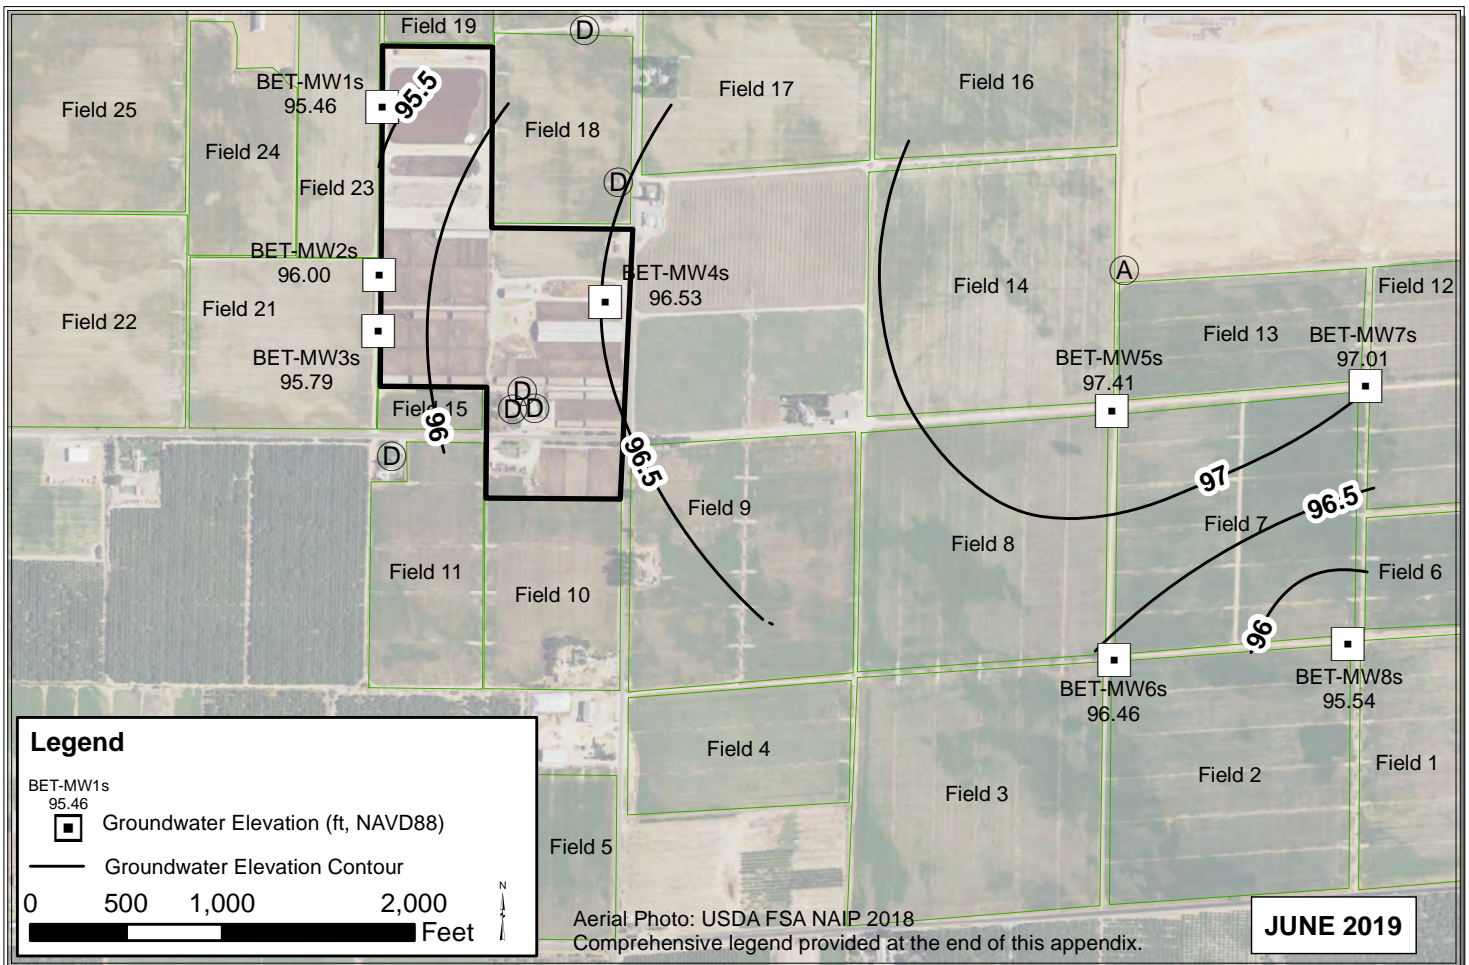 Field 19
D
BET-MW1s
95.46
95.5
Field 25
Field 24
Field 23
Field 18
Field 17
Field 16
D
BET-MW2s
96.00
Field 21
Field 22
BET-MW3s
95.79
BET-MW4s
96.53
Field 14
A
Field 13
Field 12
BET-MW7s
97.01
BET-MW5s
97.41
D
D D
Field 15
96
D
96.5
Field 9
97
96.5
Field 7
Field 8
Field 11
Field 10
Field 6
96
BET-MW6s
96.46
BET-MW8s
95.54
Field 4
Field 3
Field 2
Field 1
Field 5
Legend
BET-MW1s
95.46
Groundwater Elevation (ft, NAVD88)
Groundwater Elevation Contour
0 500 1,000 2,000
Feet
N
Aerial Photo: USDA FSA NAIP 2018
Comprehensive legend provided at the end of this appendix.
JUNE 2019